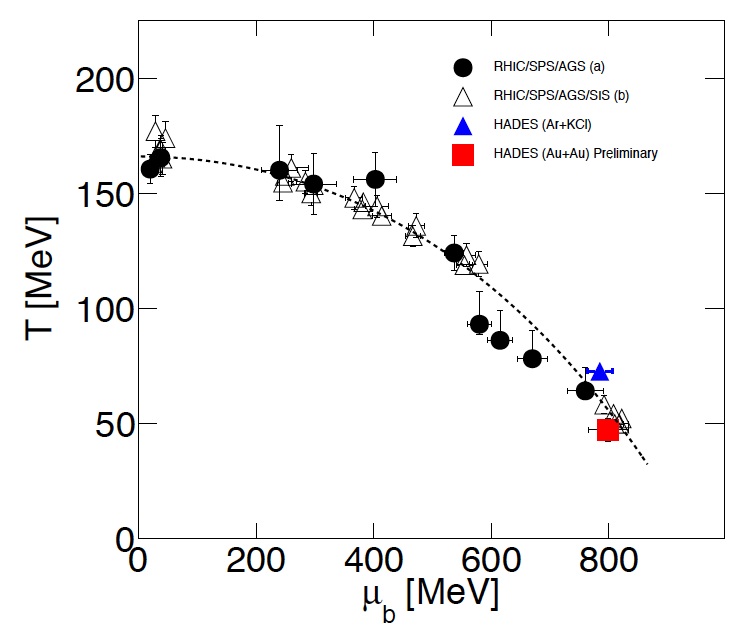 200
150
100
50
0
T [MeV]
RHIC/SPS/AGS (a)
RHIC/SPS/AGS/SIS (b)
HADES (Ar+KCl)
HADES (Au+Au) Preliminary
0 200 400 600 800
μb [MeV]